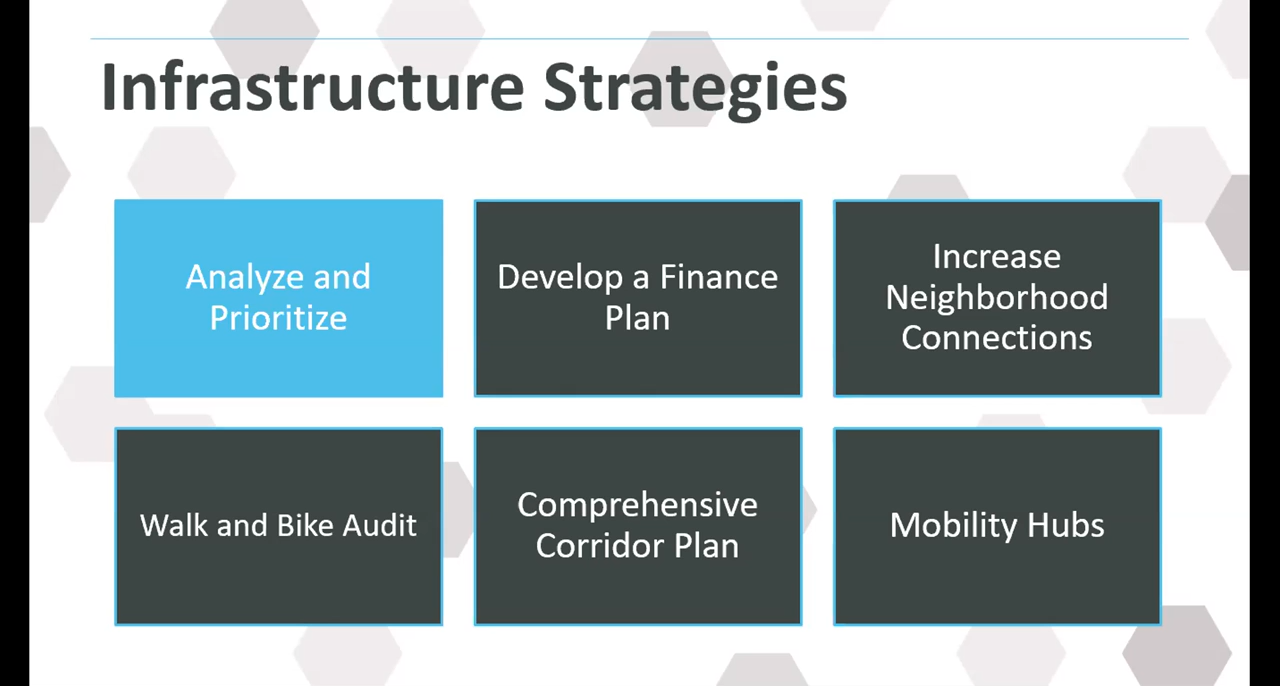 Infrastructure Strategies
Analyze and
Prioritize
Develop a Finance
Plan
Increase
Neighborhood
Connections
Walk and Bike Audit
Comprehensive
Corridor Plan
Mobility Hubs